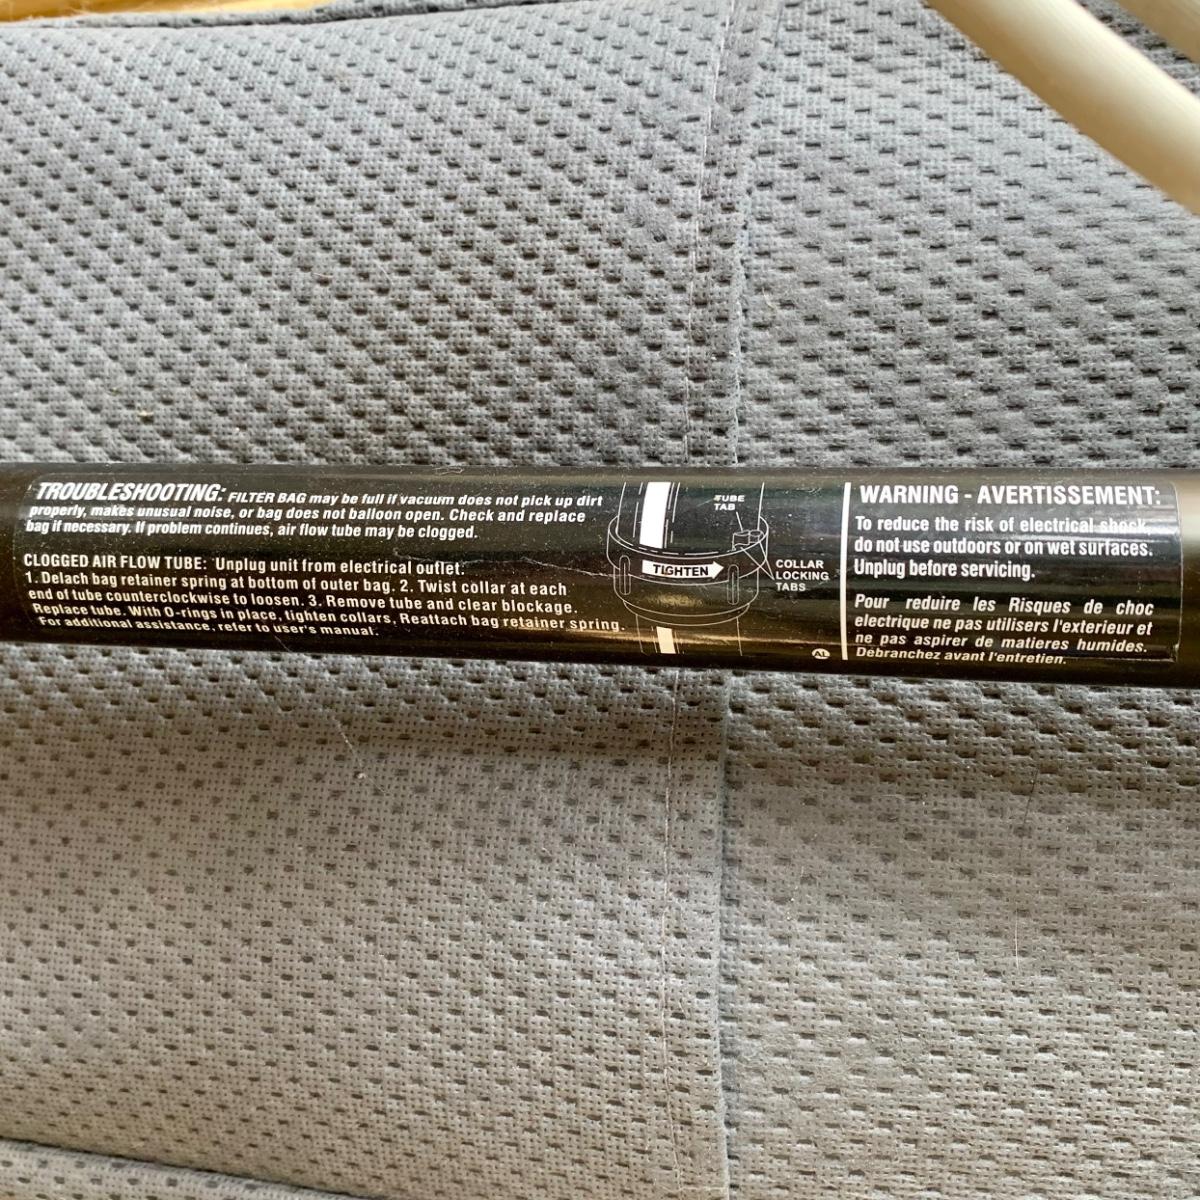 TROUBLESHOOTING: FILTER BAG may be full if vacuum does not pick up dirt
properly, makes unusual noise, or bag does not balloon open. Check and replace
bag if necessary. If problem continues, air flow tube may be clogged.
CLOGGED AIR FLOW TUBE: Unplug unit from electrical outlet.
1. Delach bag retainer spring at bottom of outer bag. 2. Twist collar at each
end of tube counterclockwise to loosen. 3. Remove tube and clear blockage.
Replace tube. With O-rings in place, tighten collars, Reattach bag retainer spring.
For additional assistance, refer to user's manual.
TUBE
TAB
TIGHTEN
COLLAR
LOCKING
TABS
AL
WARNING - AVERTISSEMENT:
To reduce the risk of electrical shock,
do not use outdoors or on wet surfaces.
Unplug before servicing.
Pour reduire les Risques de choc
electrique ne pas utilisers l'exterieur et
ne pas aspirer de matieres humides.
Débranchez avant l'entretien.